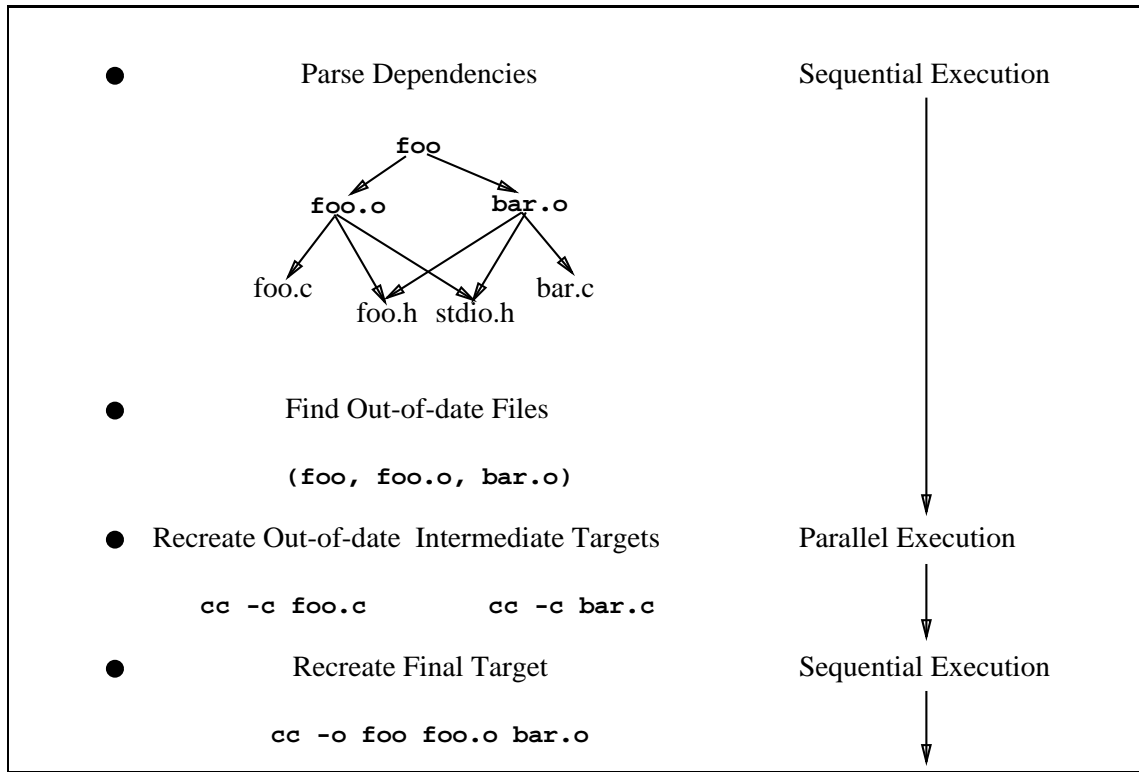 ● Parse Dependencies Sequential Execution
foo
foo.o bar.o
foo.c bar.c
foo.h stdio.h
● Find Out-of-date Files
(foo, foo.o, bar.o)
● Recreate Out-of-date Intermediate Targets Parallel Execution
cc -c foo.c cc -c bar.c
● Recreate Final Target Sequential Execution
cc -o foo foo.o bar.o